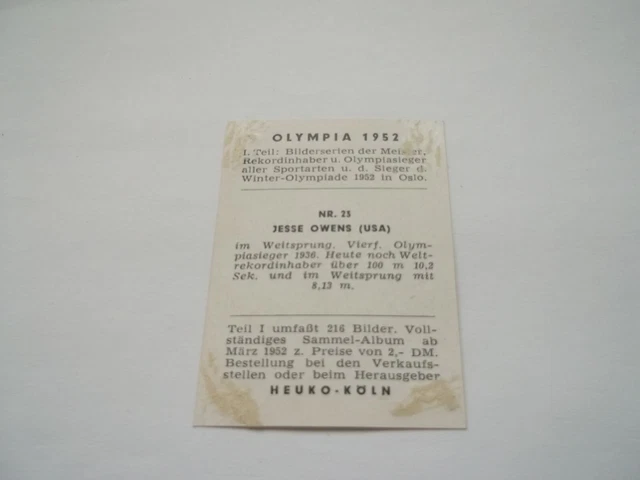 OLYMPIA 1952
I. Teil: Bilderserien der Meister,
Rekordinhaber u. Olympiasieger
aller Sportarten u. d. Sieger d.
Winter-Olympiade 1952 in Oslo.
NR. 25
JESSE OWENS (USA)
im Weitsprung. Vierf. Olym-
piasieger 1936. Heute noch Welt-
rekordinhaber über 100 m 10,2
Sek. und im Weitsprung mit
8,13 m.
Teil I umfaßt 216 Bilder. Voll-
ständiges Sammel-Album ab
März 1952 z. Preise von 2,- DM.
Bestellung bei den Verkaufs-
stellen oder beim Herausgeber
HEUKO-KÖLN